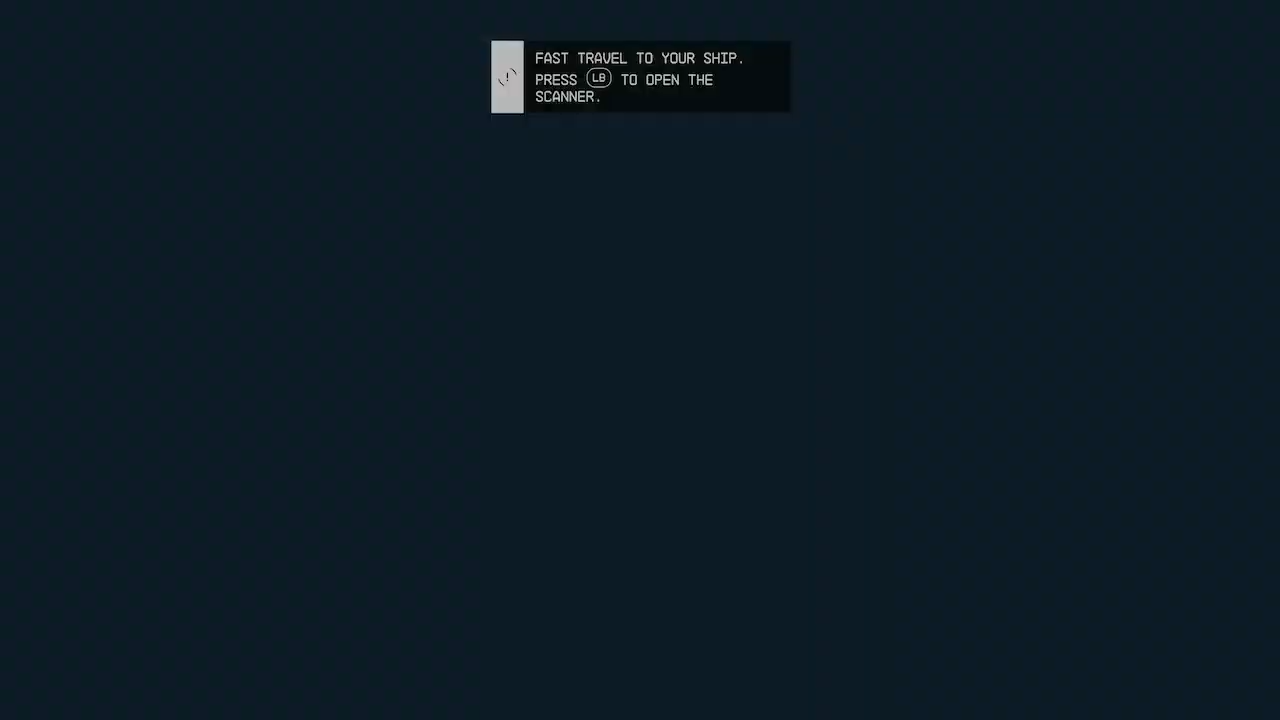 FAST TRAVEL TO YOUR SHIP.
PRESS LB TO OPEN THE
SCANNER.